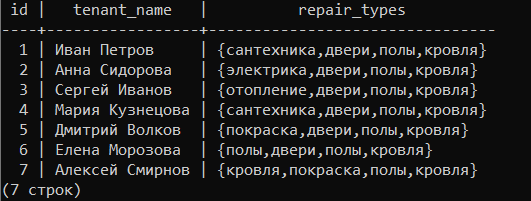 id | tenant_name | repair_types
----+-----------------+-------------------------------
1 | Иван Петров | {сантехника,двери,полы,кровля}
2 | Анна Сидорова | {электрика,двери,полы,кровля}
3 | Сергей Иванов | {отопление,двери,полы,кровля}
4 | Мария Кузнецова | {сантехника,двери,полы,кровля}
5 | Дмитрий Волков | {покраска,двери,полы,кровля}
6 | Елена Морозова | {полы,двери,полы,кровля}
7 | Алексей Смирнов | {кровля,покраска,полы,кровля}
(7 строк)